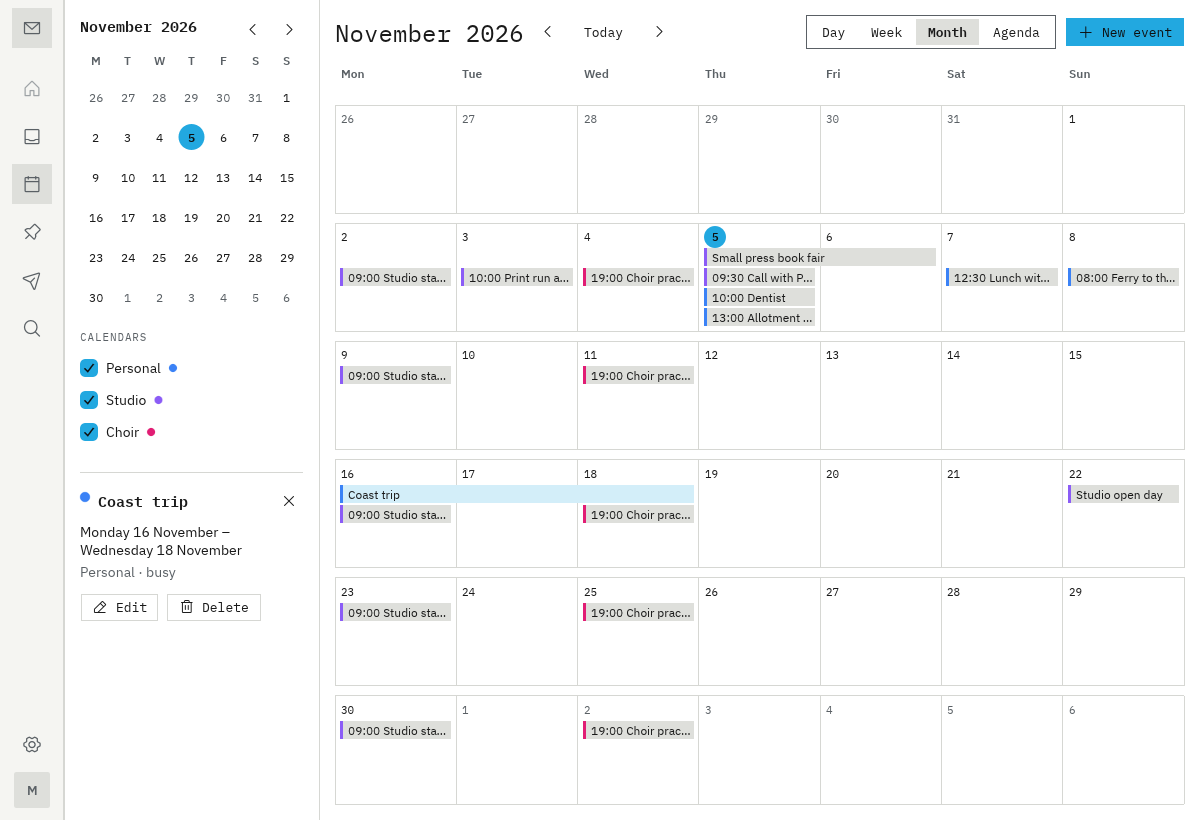 November 2026
M T W T F S S
26 27 28 29 30 31 1
2 3 4 5 6 7 8
9 10 11 12 13 14 15
16 17 18 19 20 21 22
23 24 25 26 27 28 29
30 1 2 3 4 5 6
CALENDARS
Personal
Studio
Choir
Coast trip
Monday 16 November –
Wednesday 18 November
Personal · busy
Edit Delete
M
November 2026 Today Day Week Month Agenda New event
Mon Tue Wed Thu Fri Sat Sun
26 27 28 29 30 31 1
2 3 4 5 6 7 8
Small press book fair
09:00 Studio sta... 10:00 Print run a... 19:00 Choir prac... 09:30 Call with P... 12:30 Lunch wit... 08:00 Ferry to th...
10:00 Dentist
13:00 Allotment ...
9 10 11 12 13 14 15
09:00 Studio sta... 19:00 Choir prac...
16 17 18 19 20 21 22
Coast trip Studio open day
09:00 Studio sta... 19:00 Choir prac...
23 24 25 26 27 28 29
09:00 Studio sta... 19:00 Choir prac...
30 1 2 3 4 5 6
09:00 Studio sta... 19:00 Choir prac...